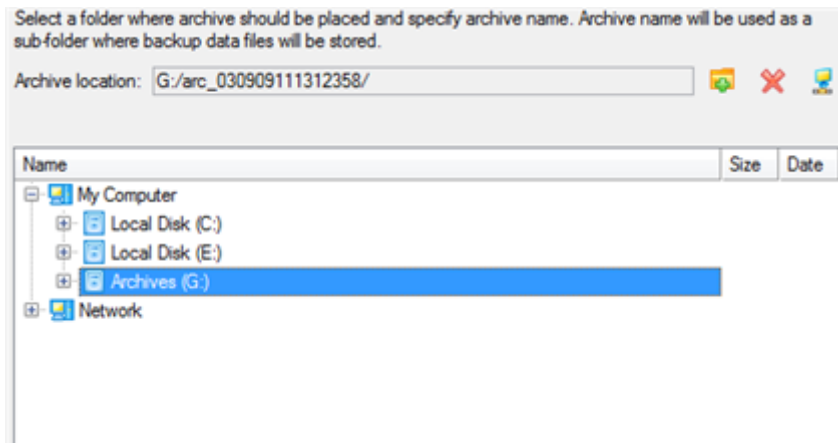 Select a folder where archive should be placed and specify archive name. Archive name will be used as a
sub-folder where backup data files will be stored.
Archive location: G:/arc_030909111312358/
Name Size Date
My Computer
Local Disk (C:)
Local Disk (E:)
Archives (G:)
Network